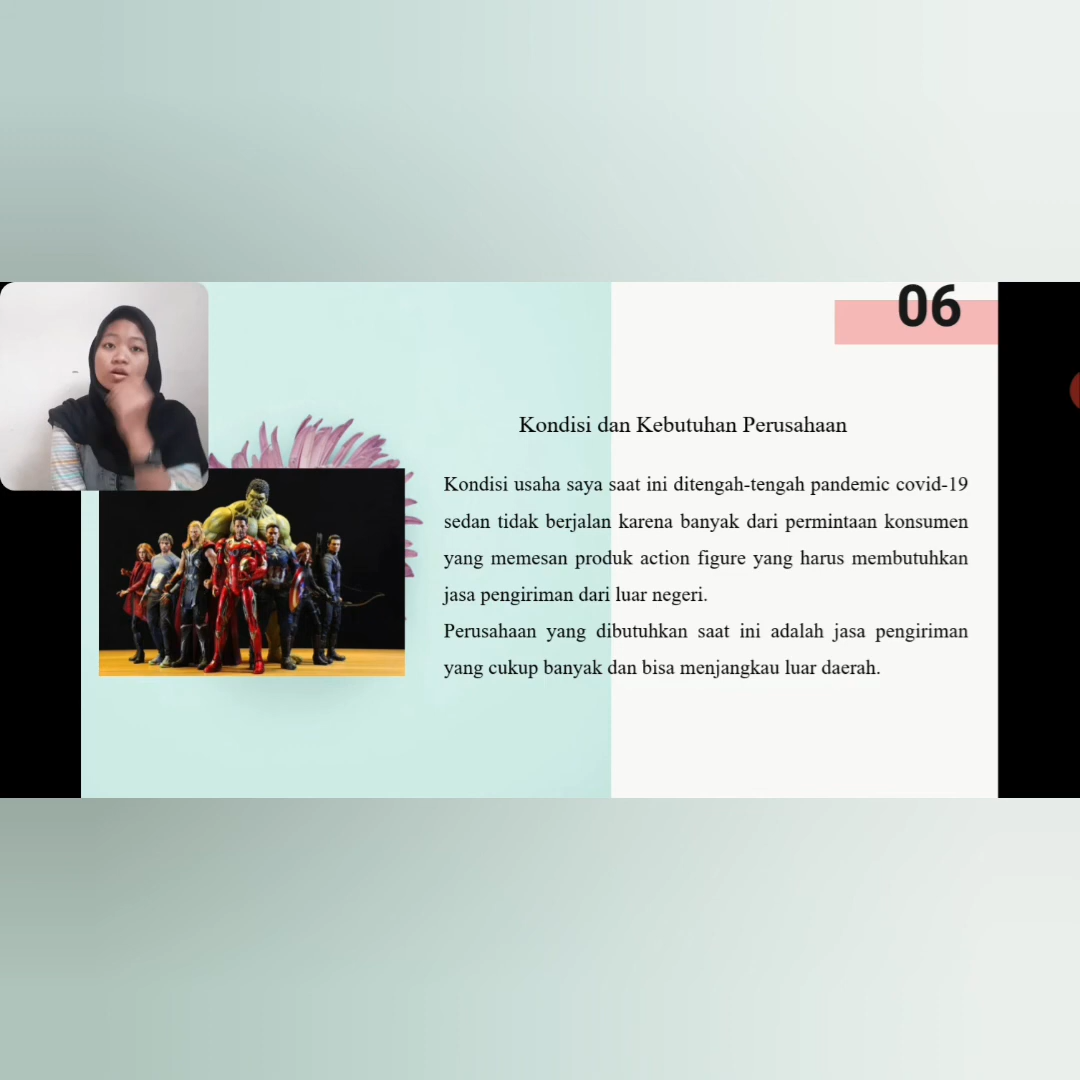 06
Kondisi dan Kebutuhan Perusahaan
Kondisi usaha saya saat ini ditengah-tengah pandemic covid-19
sedan tidak berjalan karena banyak dari permintaan konsumen
yang memesan produk action figure yang harus membutuhkan
jasa pengiriman dari luar negeri.
Perusahaan yang dibutuhkan saat ini adalah jasa pengiriman
yang cukup banyak dan bisa menjangkau luar daerah.